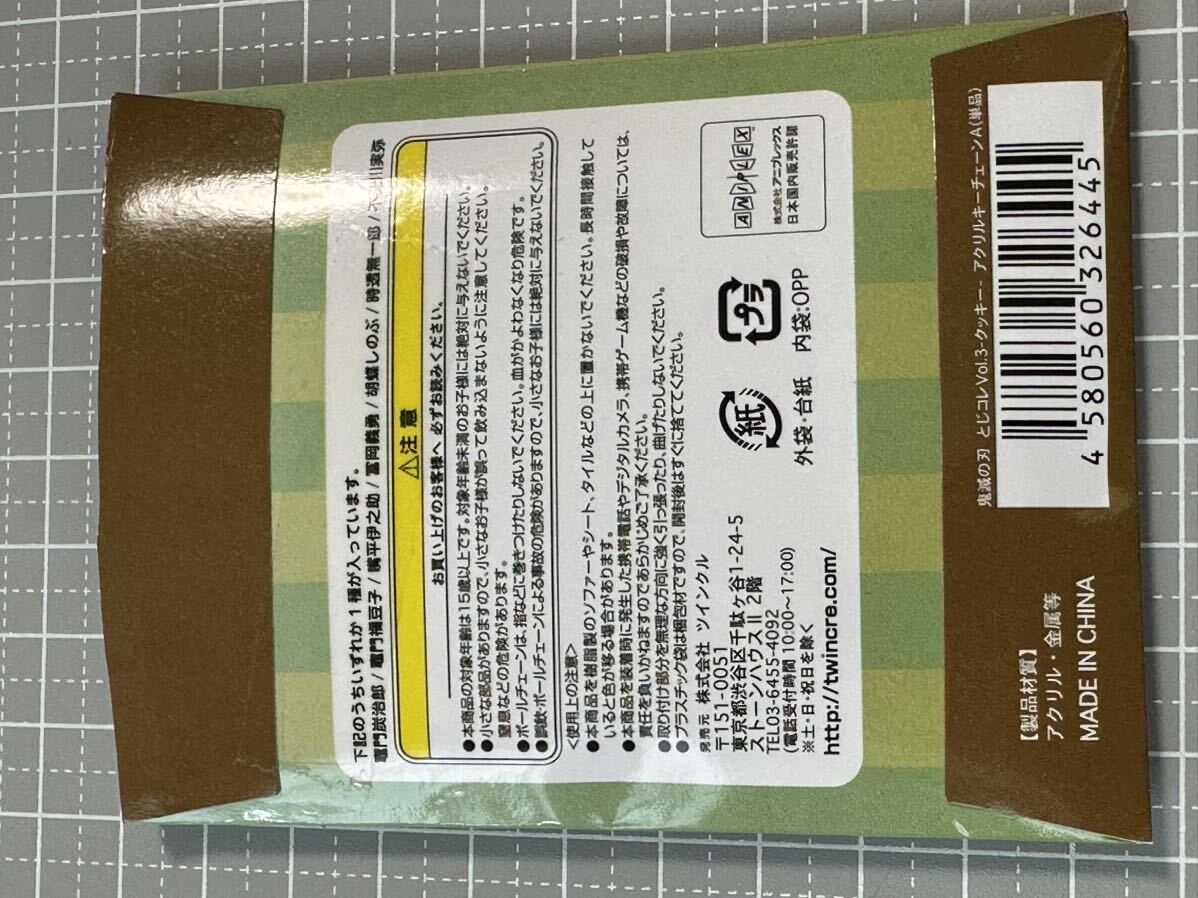 下記のうちいずれか1種が入っています。
竈門炭治郎/竈門禰豆子/嘴平伊之助/冨岡義勇/胡蝶しのぶ/時透無一郎/不死川実弥
⚠注意
お買い上げのお客様へ 必ずお読みください。
●本商品の対象年齢は15歳以上です。対象年齢未満のお子様には絶対に与えないでください。
●小さな部品がありますので、小さなお子様が誤って飲み込まないように注意してください。
窒息などの危険があります。
●ボールチェーンは、指などに巻きつけたりしないでください。血がかよわなくなり危険です。
●誤飲・ボールチェーンによる事故の危険がありますので、小さなお子様には絶対に与えないでください。
<使用上の注意>
●本商品を樹脂製のソファーやシート、タイルなどの上に置かないでください。長時間接触して
いると色が移る場合があります。
●本商品を装着時に発生した携帯電話やデジタルカメラ、携帯ゲーム機などの破損や故障については、
責任を負いかねますのであらかじめご了承ください。
●取り付け部分を無理な方向に強く引っ張ったり、曲げたりしないでください。
●プラスチック袋は梱包材ですので、開封後はすぐに捨ててください。
発売元 株式会社 ツインクル
〒151-0051
東京都渋谷区千駄ヶ谷1-24-5
ストーンハウスⅡ 2階
TEL03-6455-4092
(電話受付時間 10:00~17:00)
※土・日・祝日を除く
http://twincre.com/
紙
外袋・台紙
プラ
内袋:OPP
ANIPLEX
株式会社 アニプレックス
日本国内販売許諾
鬼滅の刃 とじコレVol.3-クッキー- アクリルキーチェーンA(単品)
4 580560 326445
【製品材質】
アクリル・金属等
MADE IN CHINA